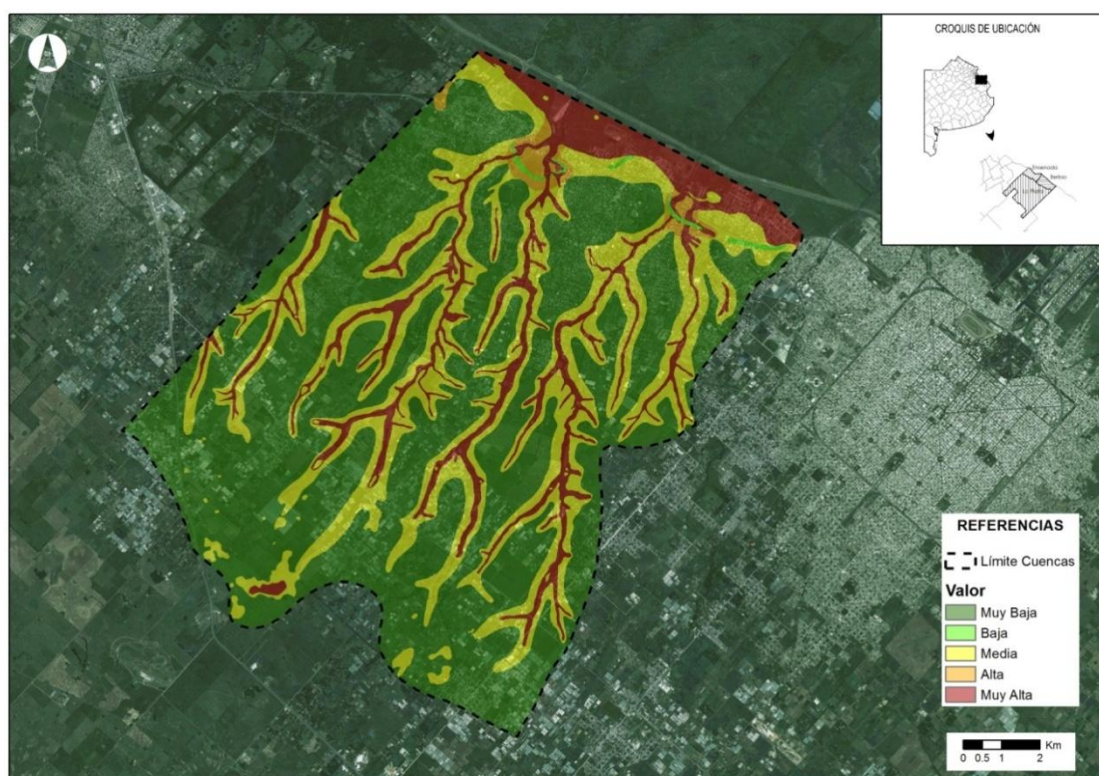 CROQUIS DE UBICACIÓN
Ensenada
Berisso
La Plata
REFERENCIAS
Límite Cuencas
Valor
Muy Baja
Baja
Media
Alta
Muy Alta
Km
0 0.5 1 2